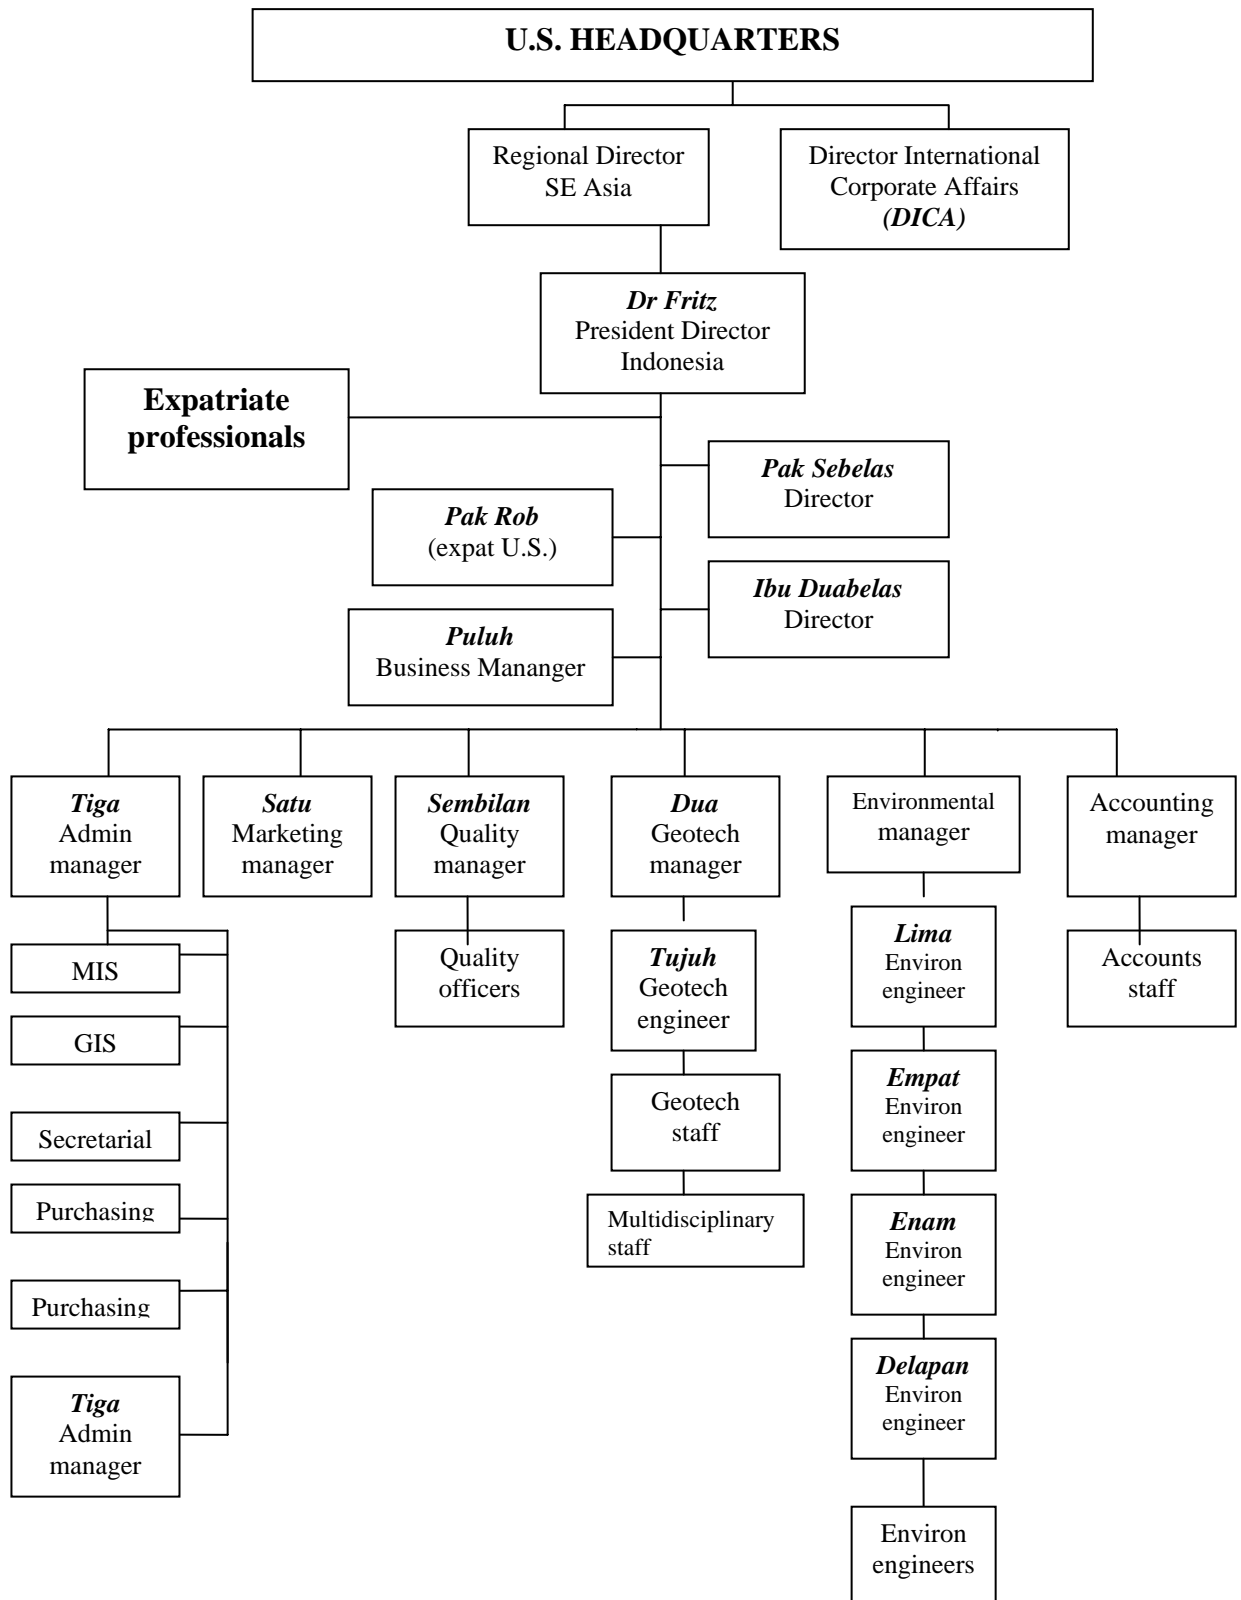 U.S. HEADQUARTERS
Regional Director
SE Asia
Director International
Corporate Affairs
(DICA)
Dr Fritz
President Director
Indonesia
Expatriate
professionals
Pak Sebelas
Director
Pak Rob
(expat U.S.)
Ibu Duabelas
Director
Puluh
Business Mananger
Tiga
Admin
manager
Satu
Marketing
manager
Sembilan
Quality
manager
Dua
Geotech
manager
Environmental
manager
Accounting
manager
MIS
GIS
Secretarial
Purchasing
Purchasing
Tiga
Admin
manager
Quality
officers
Tujuh
Geotech
engineer
Geotech
staff
Multidisciplinary
staff
Lima
Environ
engineer
Empat
Environ
engineer
Enam
Environ
engineer
Delapan
Environ
engineer
Environ
engineers
Accounts
staff